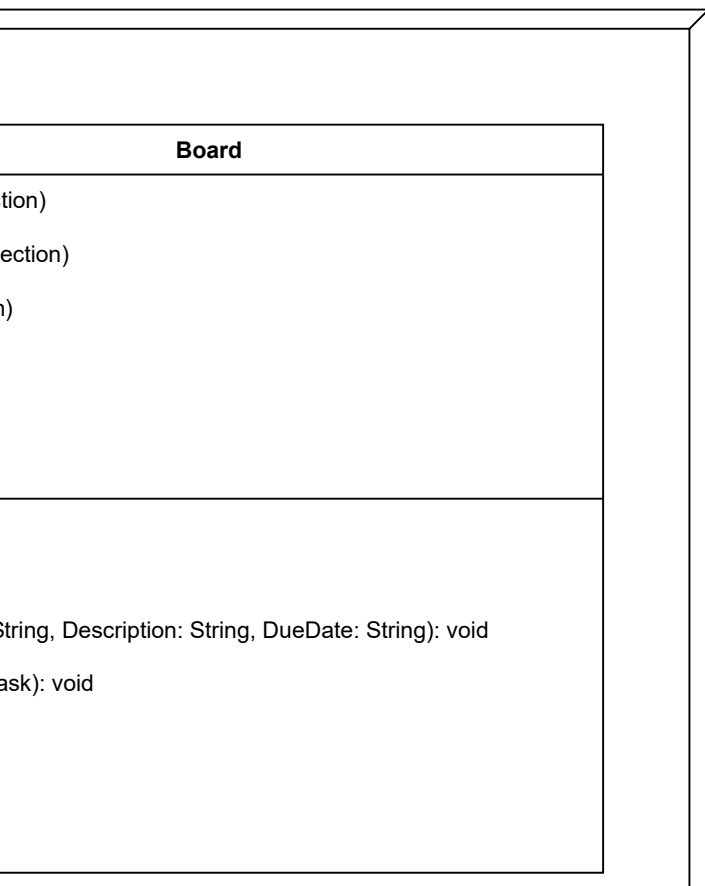 Board
tion)
ection)
)
String, Description: String, DueDate: String): void
ask): void